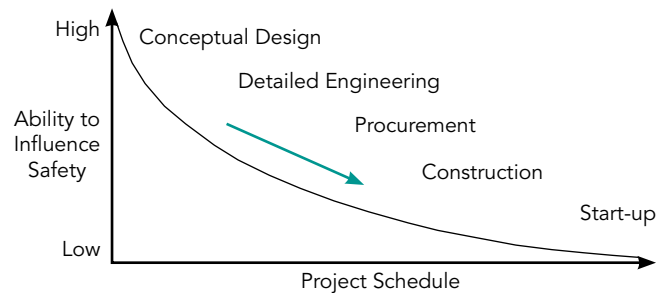 High
Conceptual Design
Detailed Engineering
Ability to
Influence
Safety
Procurement
Construction
Start-up
Low
Project Schedule